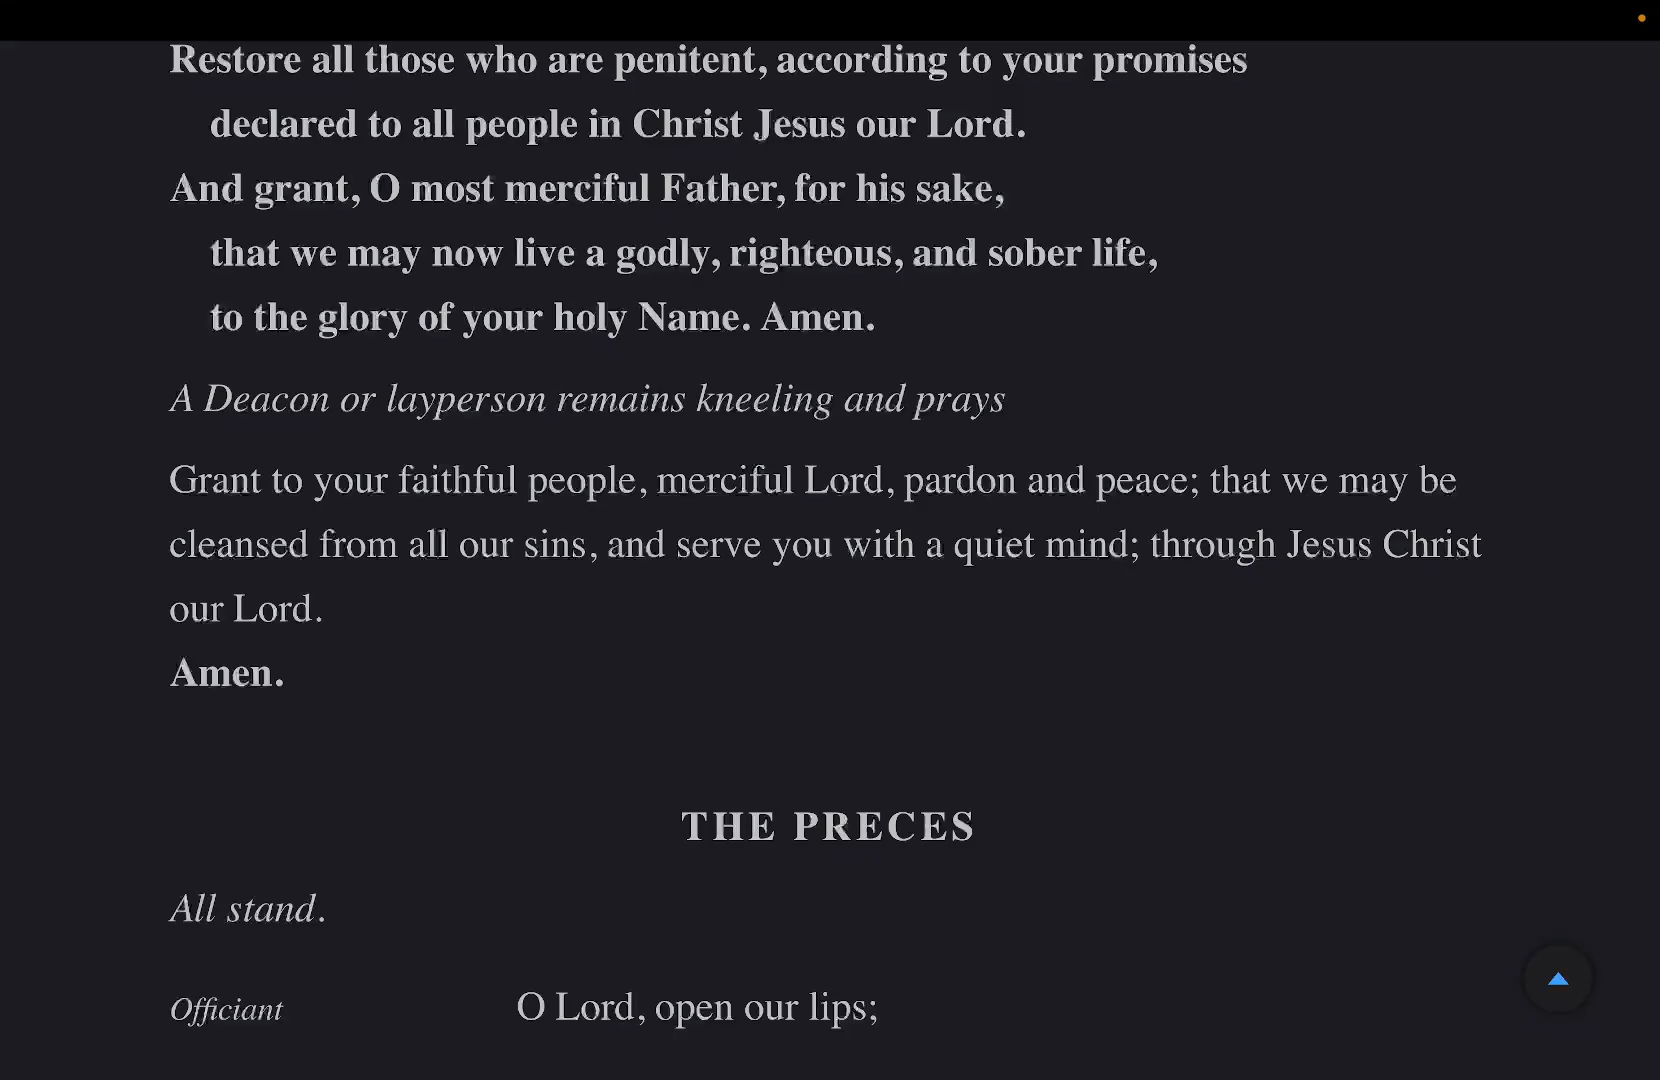 Restore all those who are penitent, according to your promises
declared to all people in Christ Jesus our Lord.
And grant, O most merciful Father, for his sake,
that we may now live a godly, righteous, and sober life,
to the glory of your holy Name. Amen.
A Deacon or layperson remains kneeling and prays
Grant to your faithful people, merciful Lord, pardon and peace; that we may be
cleansed from all our sins, and serve you with a quiet mind; through Jesus Christ
our Lord.
Amen.
THE PRECES
All stand.
Officiant O Lord, open our lips;